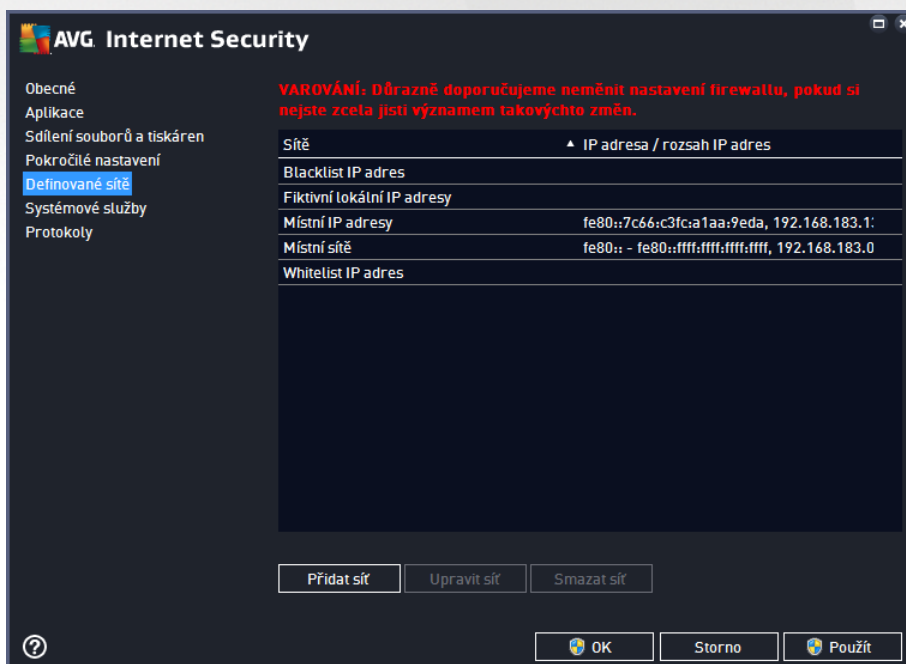 AVG Internet Security
Obecné
Aplikace
Sdílení souborů a tiskáren
Pokročilé nastavení
Definované sítě
Systémové služby
Protokoly
VAROVÁNÍ: Důrazně doporučujeme neměnit nastavení firewallu, pokud si
nejste zcela jisti významem takovýchto změn.
Sítě ▲ IP adresa / rozsah IP adres
Blacklist IP adres
Fiktivní lokální IP adresy
Místní IP adresy fe80::7c66:c3fc:a1aa:9eda, 192.168.183.1
Místní sítě fe80:: - fe80::ffff:ffff:ffff:ffff, 192.168.183.0
Whitelist IP adres
Přidat síť Upravit síť Smazat síť
? OK Storno Použít